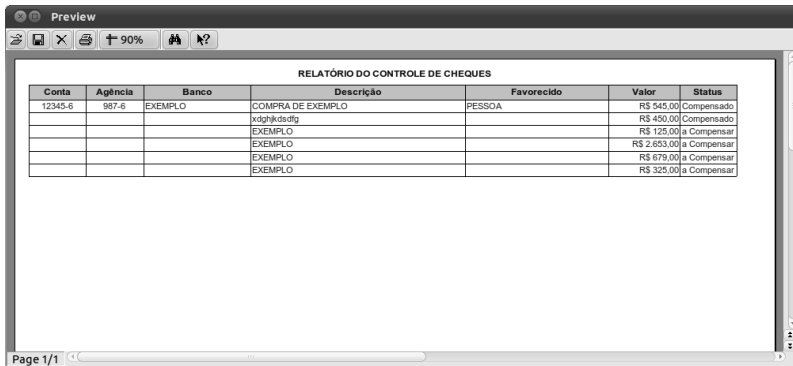 Preview
90%
RELATÓRIO DO CONTROLE DE CHEQUES
Conta Agência Banco Descrição Favorecido Valor Status
12345-6 987-6 EXEMPLO COMPRA DE EXEMPLO PESSOA R$ 545,00 Compensado
xdghjkdsdfg R$ 450,00 Compensado
EXEMPLO R$ 125,00 a Compensar
EXEMPLO R$ 2.653,00 a Compensar
EXEMPLO R$ 679,00 a Compensar
EXEMPLO R$ 325,00 a Compensar
Page 1/1